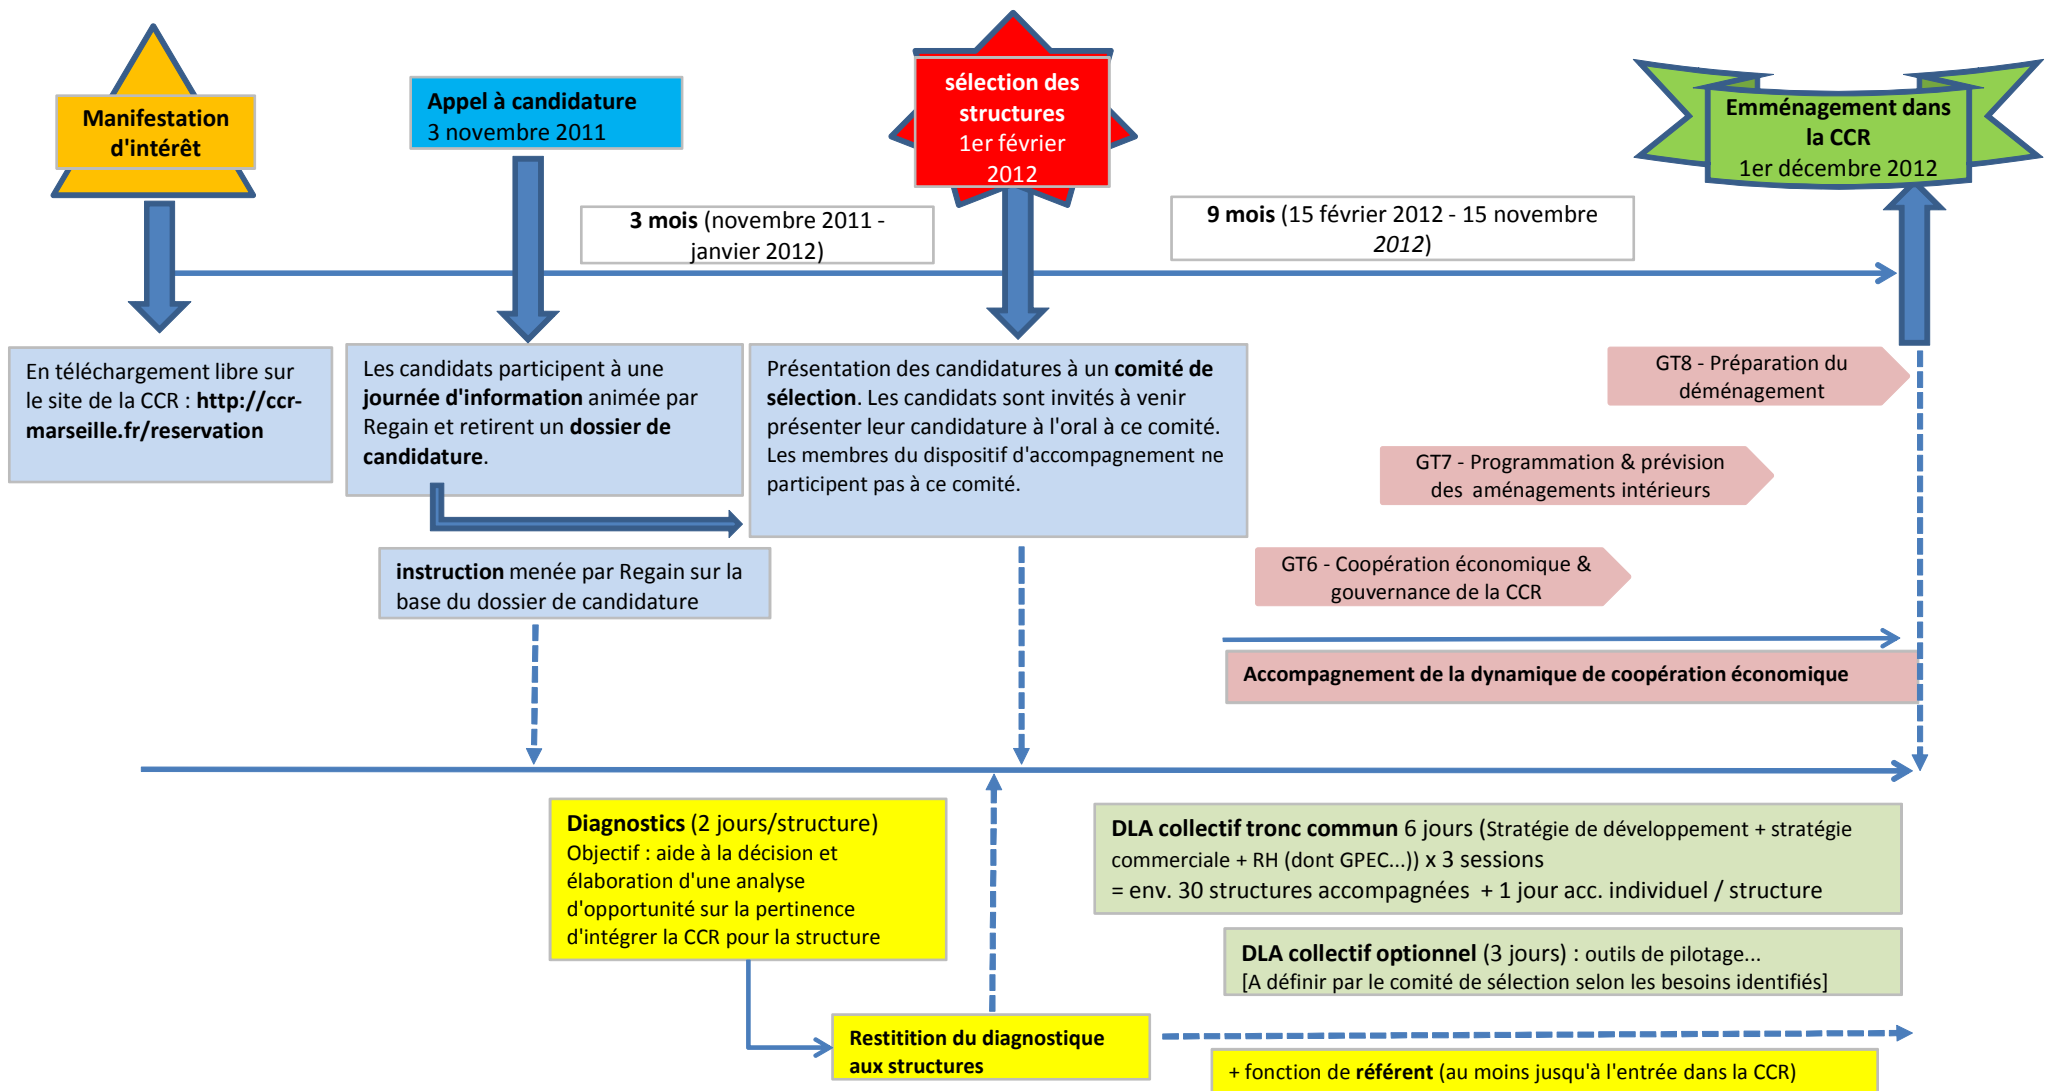 Manifestation
d'intérêt
Appel à candidature
3 novembre 2011
sélection des
structures
1er février
2012
Emménagement dans
la CCR
1er décembre 2012
3 mois (novembre 2011 -
janvier 2012)
9 mois (15 février 2012 - 15 novembre
2012)
En téléchargement libre sur
le site de la CCR : http://ccr-
marseille.fr/reservation
Les candidats participent à une
journée d'information animée par
Regain et retirent un dossier de
candidature.
Présentation des candidatures à un comité de
sélection. Les candidats sont invités à venir
présenter leur candidature à l'oral à ce comité.
Les membres du dispositif d'accompagnement ne
participent pas à ce comité.
GT8 - Préparation du
déménagement
GT7 - Programmation & prévision
des aménagements intérieurs
instruction menée par Regain sur la
base du dossier de candidature
GT6 - Coopération économique &
gouvernance de la CCR
Accompagnement de la dynamique de coopération économique
Diagnostics (2 jours/structure)
Objectif : aide à la décision et
élaboration d'une analyse
d'opportunité sur la pertinence
d'intégrer la CCR pour la structure
DLA collectif tronc commun 6 jours (Stratégie de développement + stratégie
commerciale + RH (dont GPEC...)) x 3 sessions
= env. 30 structures accompagnées + 1 jour acc. individuel / structure
DLA collectif optionnel (3 jours) : outils de pilotage...
[A définir par le comité de sélection selon les besoins identifiés]
Restitition du diagnostique
aux structures
+ fonction de référent (au moins jusqu'à l'entrée dans la CCR)